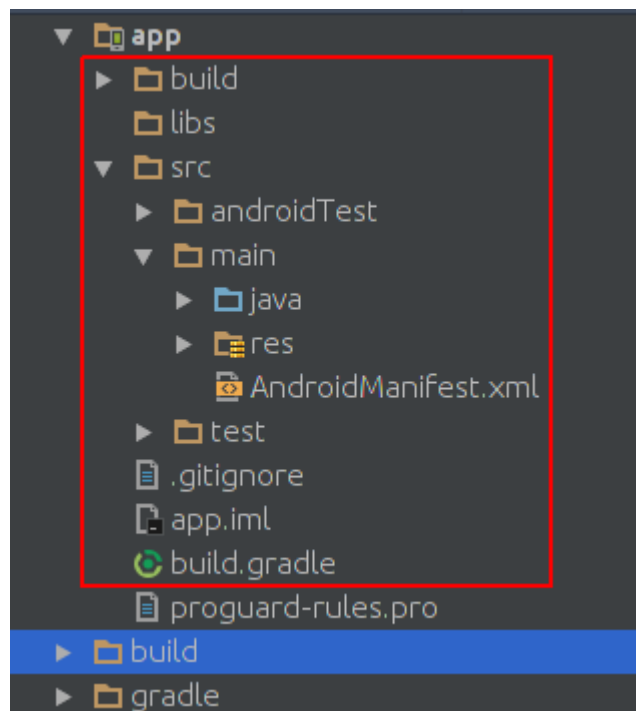 app
build
libs
src
androidTest
main
java
res
AndroidManifest.xml
test
.gitignore
app.iml
build.gradle
proguard-rules.pro
build
gradle